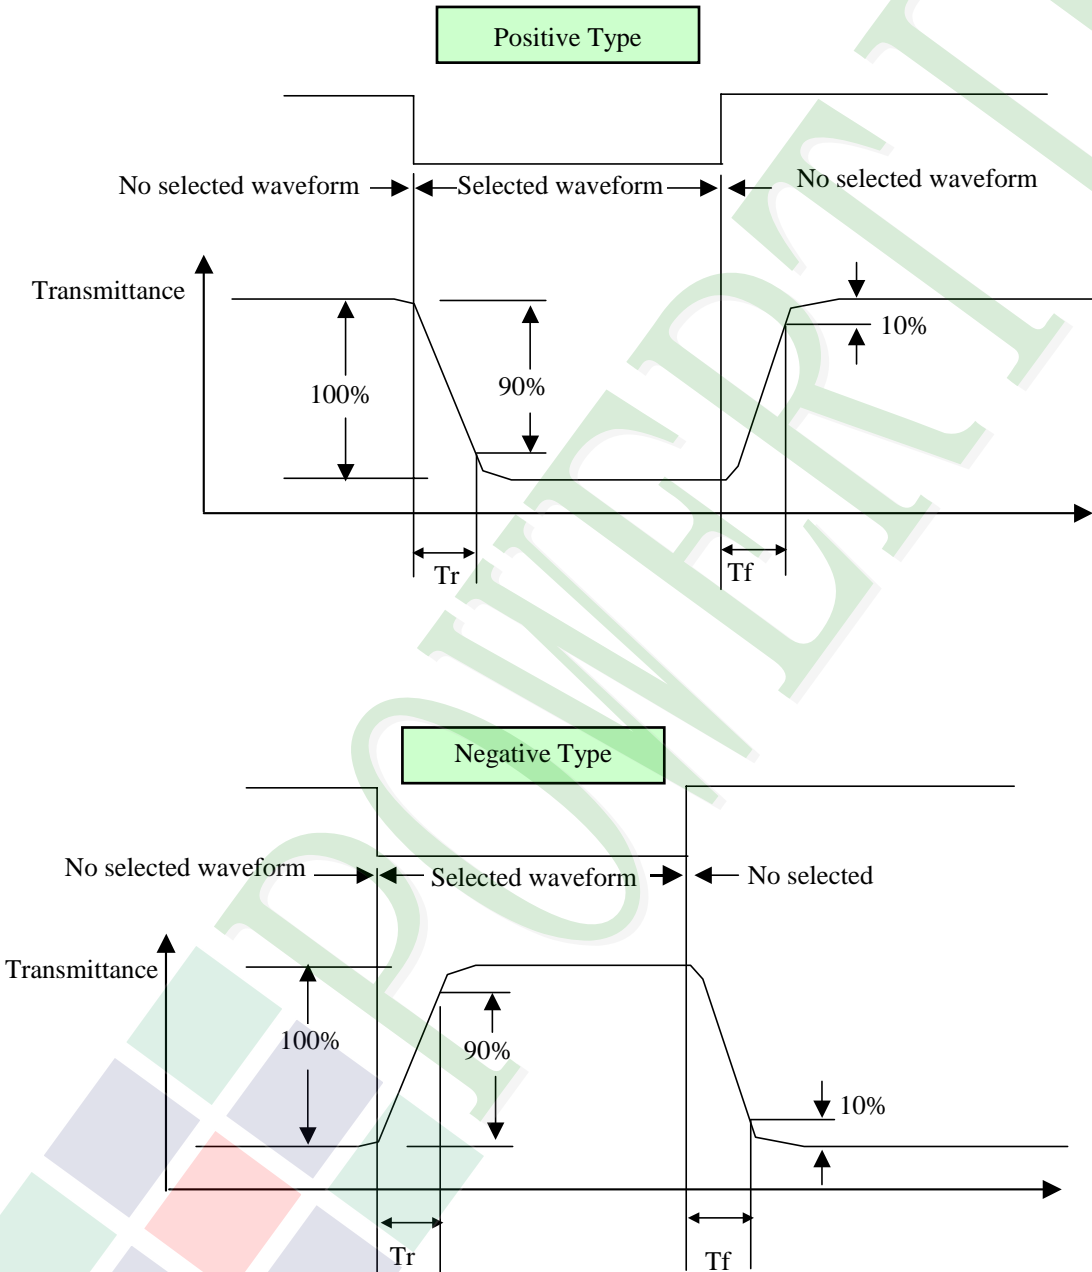 Positive Type
No selected waveform
Selected waveform
No selected waveform
Transmittance
10%
100%
90%
Tr
Tf
Negative Type
No selected waveform
Selected waveform
No selected
Transmittance
100%
90%
10%
Tr
Tf
POWERTI